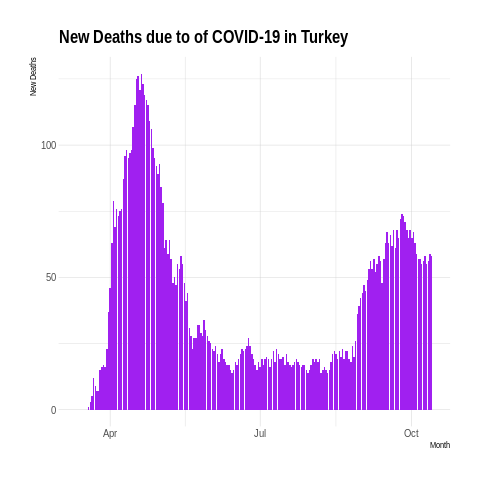 New Deaths due to of COVID-19 in Turkey
New Deaths
100
50
0
Apr
Jul
Oct
Month